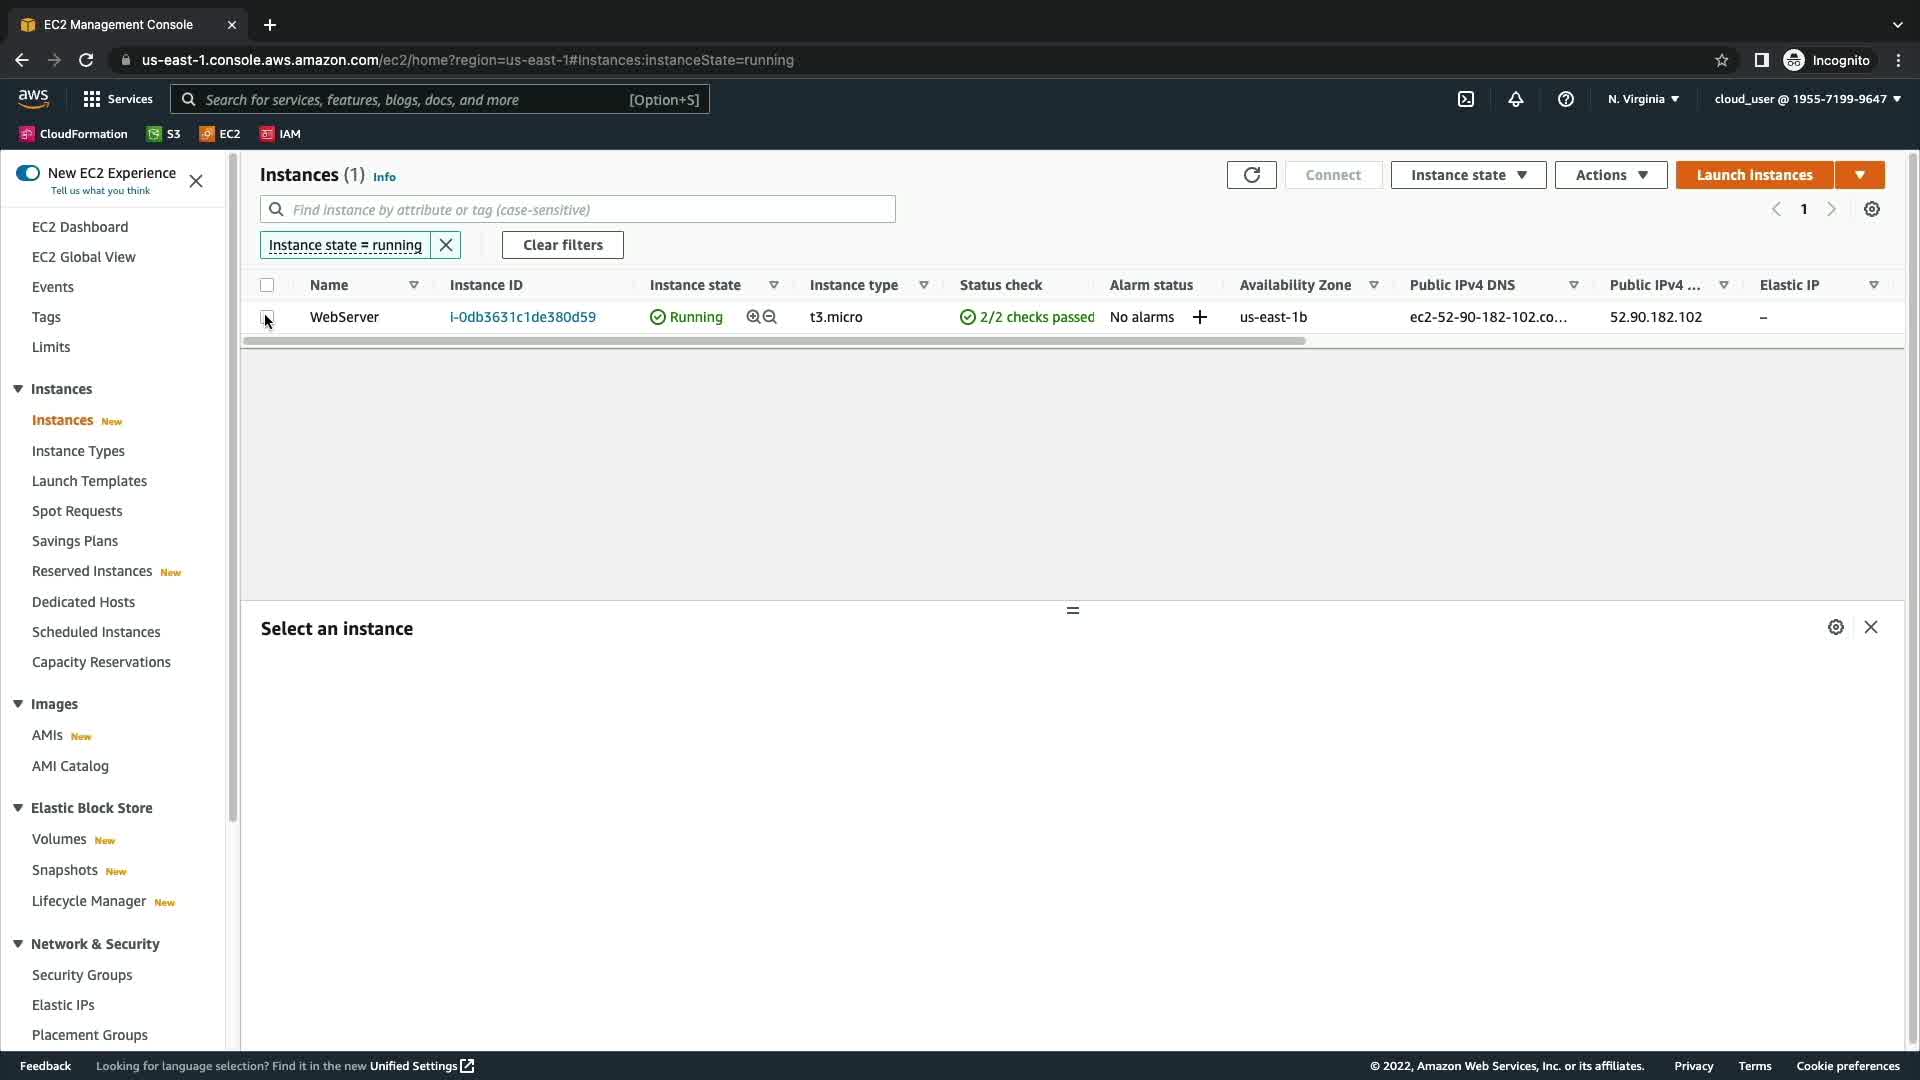 EC2 Management Console
us-east-1.console.aws.amazon.com/ec2/home?region=us-east-1#Instances:instanceState=running
Incognito
aws
Services
Search for services, features, blogs, docs, and more
[Option+S]
N. Virginia
cloud_user @ 1955-7199-9647
CloudFormation
S3
EC2
IAM
New EC2 Experience
Tell us what you think
EC2 Dashboard
EC2 Global View
Events
Tags
Limits
Instances
Instances New
Instance Types
Launch Templates
Spot Requests
Savings Plans
Reserved Instances New
Dedicated Hosts
Scheduled Instances
Capacity Reservations
Images
AMIs New
AMI Catalog
Elastic Block Store
Volumes New
Snapshots New
Lifecycle Manager New
Network & Security
Security Groups
Elastic IPs
Placement Groups
Instances (1) Info
Connect
Instance state
Actions
Launch instances
Find instance by attribute or tag (case-sensitive)
1
Instance state = running
Clear filters
Name Instance ID Instance state Instance type Status check Alarm status Availability Zone Public IPv4 DNS Public IPv4 ... Elastic IP
WebServer i-0db3631c1de380d59 Running t3.micro 2/2 checks passed No alarms + us-east-1b ec2-52-90-182-102.co... 52.90.182.102 –
Select an instance
Feedback
Looking for language selection? Find it in the new Unified Settings
© 2022, Amazon Web Services, Inc. or its affiliates.
Privacy
Terms
Cookie preferences